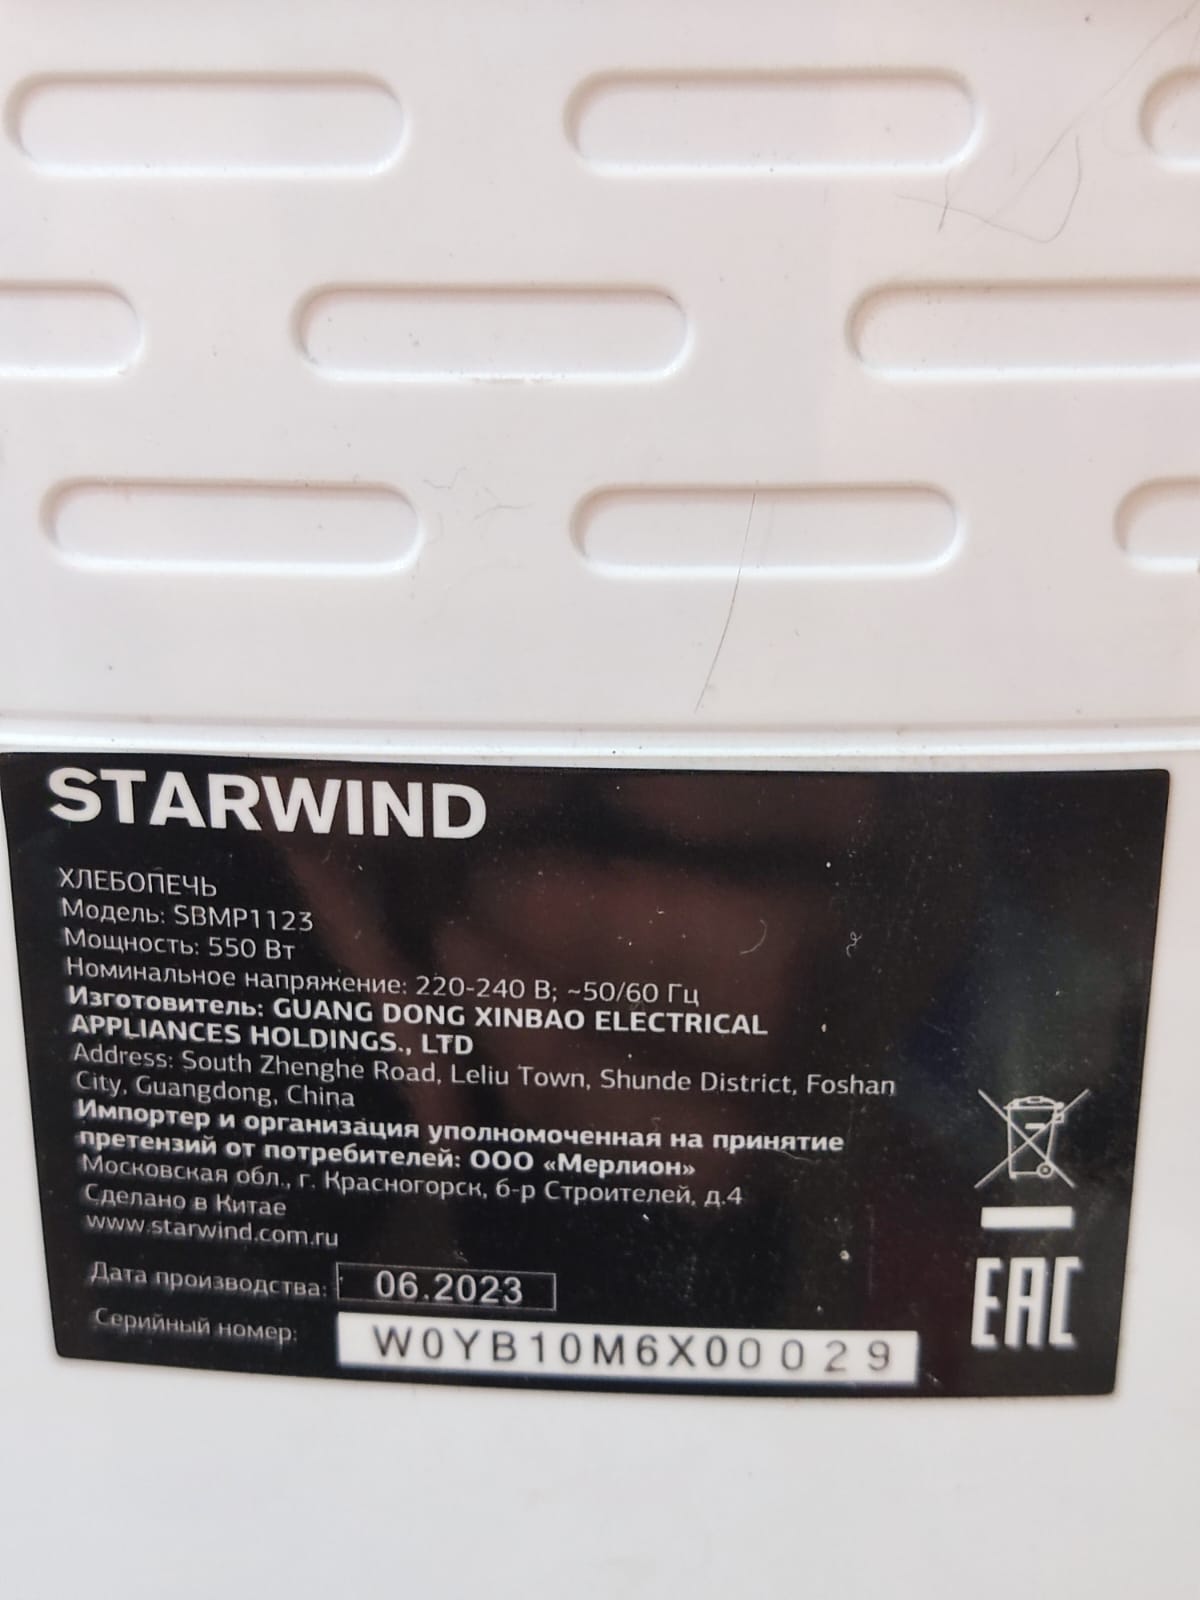 STARWIND
ХЛЕБОПЕЧЬ
Модель: SBMP1123
Мощность: 550 Вт
Номинальное напряжение: 220-240 В; ~50/60 Гц
Изготовитель: GUANG DONG XINBAO ELECTRICAL
APPLIANCES HOLDINGS., LTD
Address: South Zhenghe Road, Leliu Town, Shunde District, Foshan
City, Guangdong, China
Импортер и организация уполномоченная на принятие
претензий от потребителей: ООО «Мерлион»
Московская обл., г. Красногорск, б-р Строителей, д.4
Сделано в Китае
www.starwind.com.ru
Дата производства: 06.2023
Серийный номер: W0YB10M6X00029
EAC